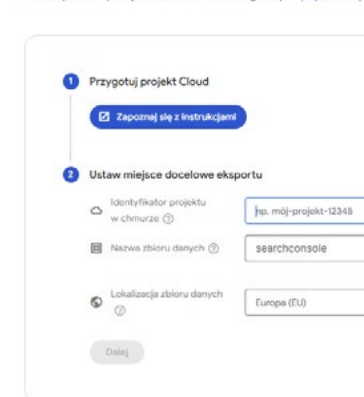 1 Przygotuj projekt Cloud
Zapoznaj się z instrukcjami
2 Ustaw miejsce docelowe eksportu
Identyfikator projektu
w chmurze
np. mój-projekt-12345
Nazwa zbioru danych
searchconsole
Lokalizacja zbioru danych
Europa (EU)
Dalej